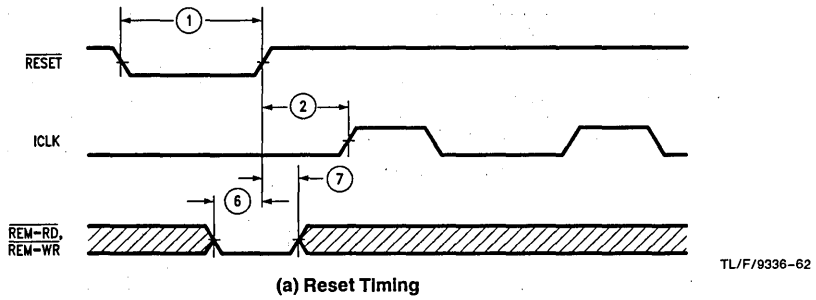 1
RESET
2
ICLK
7
6
REM-RD,
REM-WR
TL/F/9336-62
(a) Reset Timing